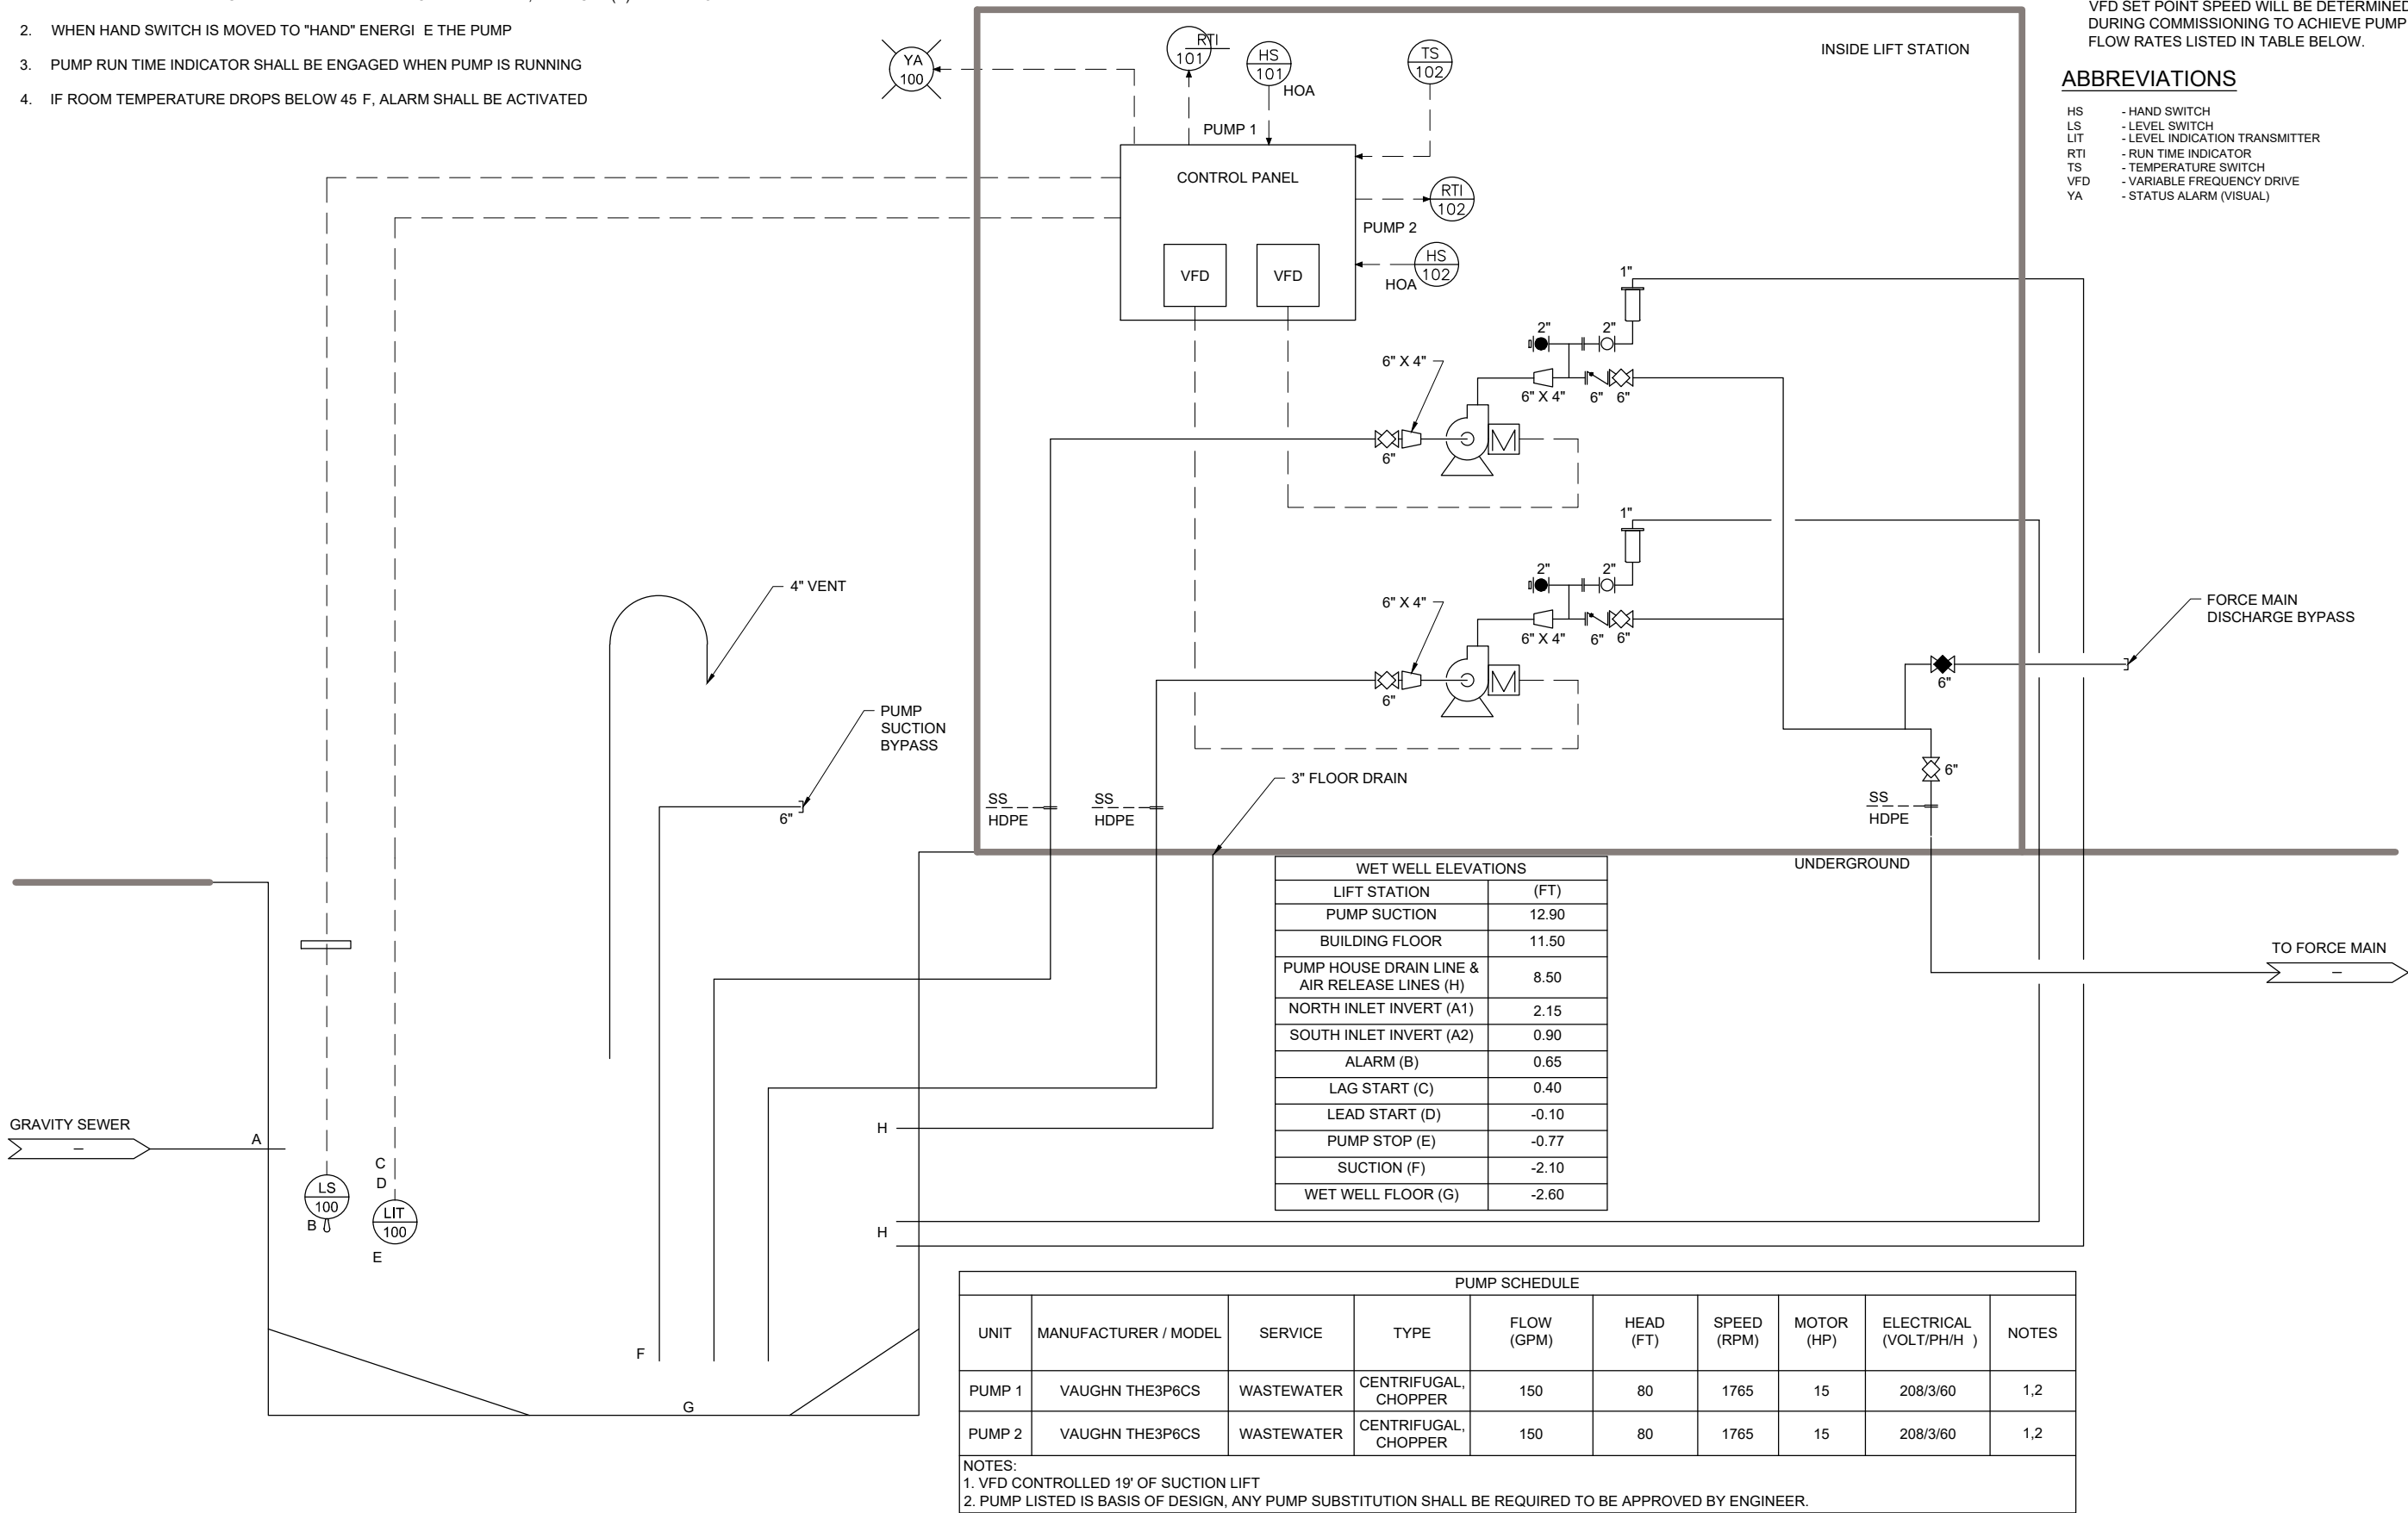 2. WHEN HAND SWITCH IS MOVED TO "HAND" ENERGI E THE PUMP
3. PUMP RUN TIME INDICATOR SHALL BE ENGAGED WHEN PUMP IS RUNNING
4. IF ROOM TEMPERATURE DROPS BELOW 45 F, ALARM SHALL BE ACTIVATED
VFD SET POINT SPEED WILL BE DETERMINED
DURING COMMISSIONING TO ACHIEVE PUMP
FLOW RATES LISTED IN TABLE BELOW.
ABBREVIATIONS
HS - HAND SWITCH
LS - LEVEL SWITCH
LIT - LEVEL INDICATION TRANSMITTER
RTI - RUN TIME INDICATOR
TS - TEMPERATURE SWITCH
VFD - VARIABLE FREQUENCY DRIVE
YA - STATUS ALARM (VISUAL)
INSIDE LIFT STATION
YA
100
RTI
101
HS
101
HOA
TS
102
PUMP 1
CONTROL PANEL
RTI
102
PUMP 2
HS
102
HOA
VFD
VFD
1"
2"
2"
6" X 4"
6" X 4"
6"
6"
6"
M
1"
2"
2"
6" X 4"
6" X 4"
6"
6"
6"
M
4" VENT
PUMP
SUCTION
BYPASS
6"
FORCE MAIN
DISCHARGE BYPASS
6"
6"
3" FLOOR DRAIN
SS
HDPE
SS
HDPE
SS
HDPE
UNDERGROUND
TO FORCE MAIN
WET WELL ELEVATIONS
LIFT STATION (FT)
PUMP SUCTION 12.90
BUILDING FLOOR 11.50
PUMP HOUSE DRAIN LINE &
AIR RELEASE LINES (H) 8.50
NORTH INLET INVERT (A1) 2.15
SOUTH INLET INVERT (A2) 0.90
ALARM (B) 0.65
LAG START (C) 0.40
LEAD START (D) -0.10
PUMP STOP (E) -0.77
SUCTION (F) -2.10
WET WELL FLOOR (G) -2.60
GRAVITY SEWER
A
C
D
LS
100
B
LIT
100
E
H
H
F
G
PUMP SCHEDULE
UNIT MANUFACTURER / MODEL SERVICE TYPE FLOW (GPM) HEAD (FT) SPEED (RPM) MOTOR (HP) ELECTRICAL (VOLT/PH/H ) NOTES
PUMP 1 VAUGHN THE3P6CS WASTEWATER CENTRIFUGAL, CHOPPER 150 80 1765 15 208/3/60 1,2
PUMP 2 VAUGHN THE3P6CS WASTEWATER CENTRIFUGAL, CHOPPER 150 80 1765 15 208/3/60 1,2
NOTES:
1. VFD CONTROLLED 19' OF SUCTION LIFT
2. PUMP LISTED IS BASIS OF DESIGN, ANY PUMP SUBSTITUTION SHALL BE REQUIRED TO BE APPROVED BY ENGINEER.